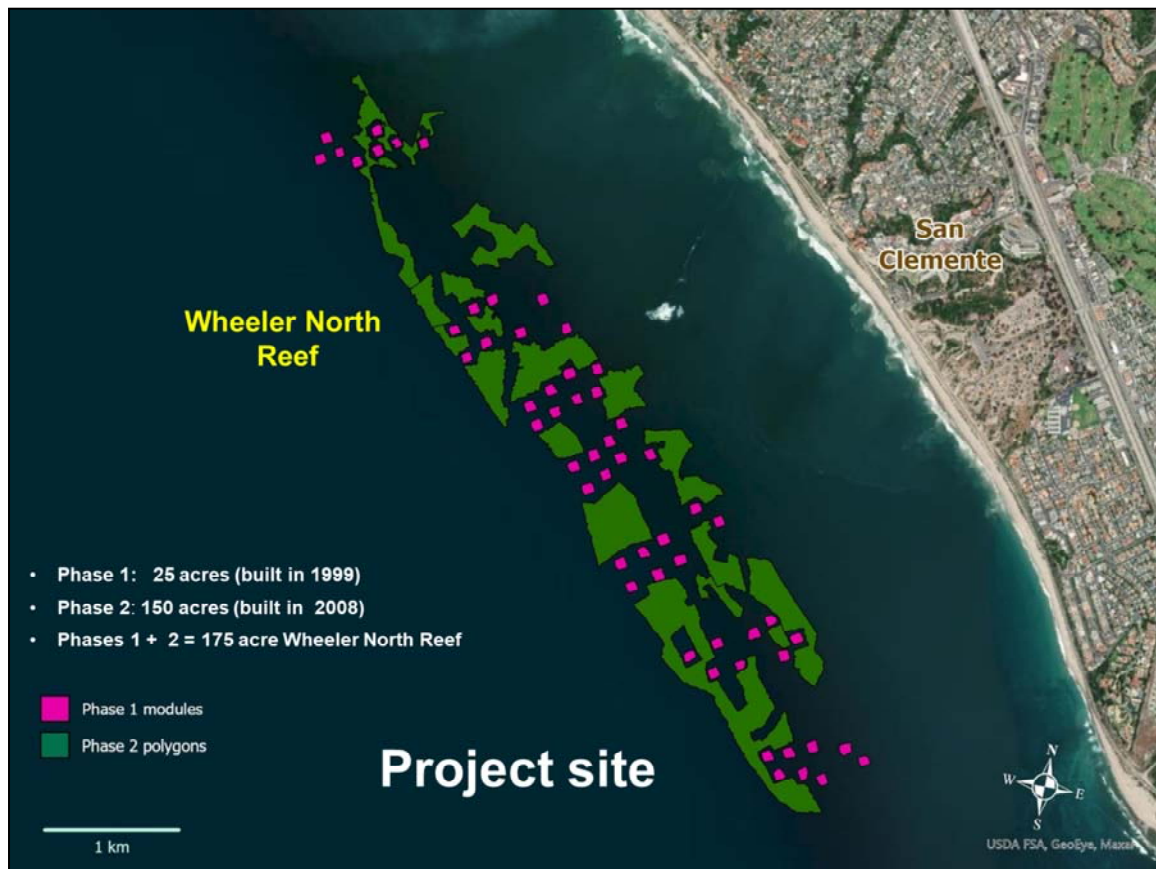 San
Clemente
Wheeler North
Reef
• Phase 1: 25 acres (built in 1999)
• Phase 2: 150 acres (built in 2008)
• Phases 1 + 2 = 175 acre Wheeler North Reef
Phase 1 modules
Phase 2 polygons
Project site
1 km
N
W
E
S
USDA FSA, GeoEye, Maxar